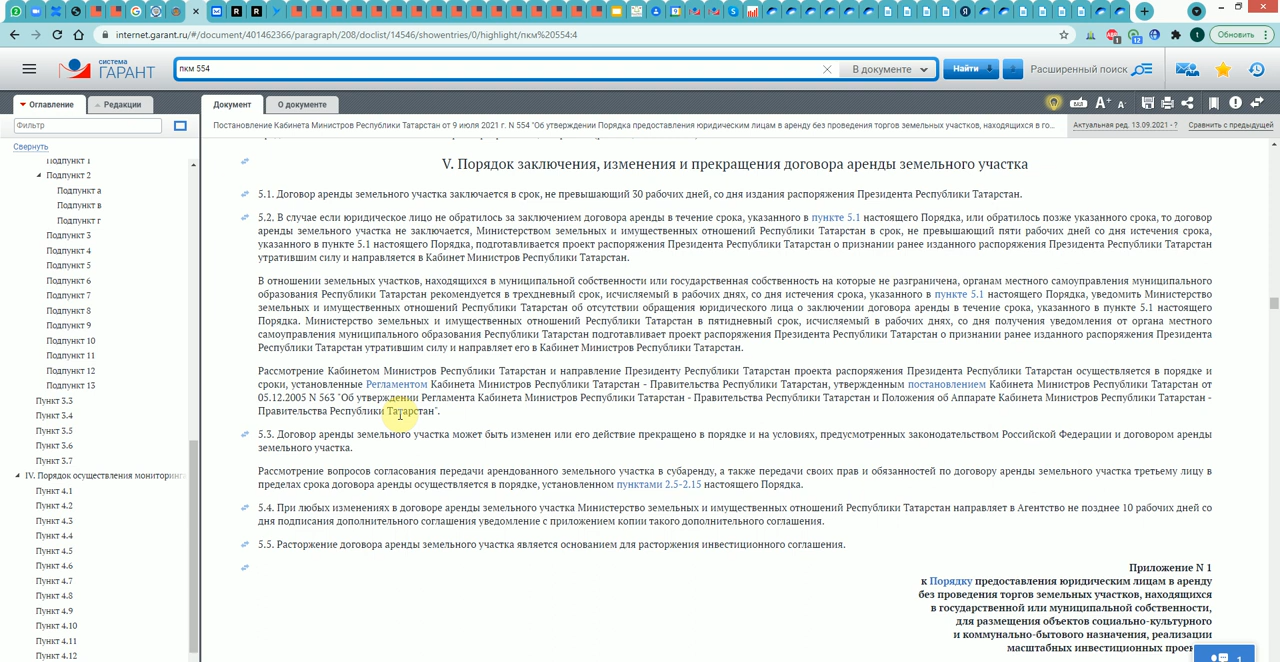 internet.garant.ru/#/document/401462366/paragraph/208/doclist/14546/showentries/0/highlight/пкм%20554:4
Обновить
система
ГАРАНТ
пкм 554
В документе
Найти
Расширенный поиск
Оглавление
Редакции
Документ
О документе
Фильтр
Постановление Кабинета Министров Республики Татарстан от 9 июля 2021 г. N 554 "Об утверждении Порядка предоставления юридическим лицам в аренду без проведения торгов земельных участков, находящихся в го...
Актуальная ред. 13.09.2021 - ?
Сравнить с предыдущей
Свернуть
Подпункт 1
Подпункт 2
Подпункт а
Подпункт в
Подпункт г
Подпункт 3
Подпункт 4
Подпункт 5
Подпункт 6
Подпункт 7
Подпункт 8
Подпункт 9
Подпункт 10
Подпункт 11
Подпункт 12
Подпункт 13
Пункт 3.3
Пункт 3.4
Пункт 3.5
Пункт 3.6
Пункт 3.7
IV. Порядок осуществления мониторинга
Пункт 4.1
Пункт 4.2
Пункт 4.3
Пункт 4.4
Пункт 4.5
Пункт 4.6
Пункт 4.7
Пункт 4.8
Пункт 4.9
Пункт 4.10
Пункт 4.11
Пункт 4.12
V. Порядок заключения, изменения и прекращения договора аренды земельного участка
5.1. Договор аренды земельного участка заключается в срок, не превышающий 30 рабочих дней, со дня издания распоряжения Президента Республики Татарстан.
5.2. В случае если юридическое лицо не обратилось за заключением договора аренды в течение срока, указанного в пункте 5.1 настоящего Порядка, или обратилось позже указанного срока, то договор
аренды земельного участка не заключается, Министерством земельных и имущественных отношений Республики Татарстан в срок, не превышающий пяти рабочих дней со дня истечения срока,
указанного в пункте 5.1 настоящего Порядка, подготавливается проект распоряжения Президента Республики Татарстан о признании ранее изданного распоряжения Президента Республики Татарстан
утратившим силу и направляется в Кабинет Министров Республики Татарстан.
В отношении земельных участков, находящихся в муниципальной собственности или государственная собственность на которые не разграничена, органам местного самоуправления муниципального
образования Республики Татарстан рекомендуется в трехдневный срок, исчисляемый в рабочих днях, со дня истечения срока, указанного в пункте 5.1 настоящего Порядка, уведомить Министерство
земельных и имущественных отношений Республики Татарстан об отсутствии обращения юридического лица о заключении договора аренды в течение срока, указанного в пункте 5.1 настоящего
Порядка. Министерство земельных и имущественных отношений Республики Татарстан в пятидневный срок, исчисляемый в рабочих днях, со дня получения уведомления от органа местного
самоуправления муниципального образования Республики Татарстан подготавливает проект распоряжения Президента Республики Татарстан о признании ранее изданного распоряжения Президента
Республики Татарстан утратившим силу и направляет его в Кабинет Министров Республики Татарстан.
Рассмотрение Кабинетом Министров Республики Татарстан и направление Президенту Республики Татарстан проекта распоряжения Президента Республики Татарстан осуществляется в порядке и
сроки, установленные Регламентом Кабинета Министров Республики Татарстан - Правительства Республики Татарстан, утвержденным постановлением Кабинета Министров Республики Татарстан от
05.12.2005 N 563 "Об утверждении Регламента Кабинета Министров Республики Татарстан - Правительства Республики Татарстан и Положения об Аппарате Кабинета Министров Республики Татарстан -
Правительства Республики Татарстан".
5.3. Договор аренды земельного участка может быть изменен или его действие прекращено в порядке и на условиях, предусмотренных законодательством Российской Федерации и договором аренды
земельного участка.
Рассмотрение вопросов согласования передачи арендованного земельного участка в субаренду, а также передачи своих прав и обязанностей по договору аренды земельного участка третьему лицу в
пределах срока договора аренды осуществляется в порядке, установленном пунктами 2.5-2.15 настоящего Порядка.
5.4. При любых изменениях в договоре аренды земельного участка Министерство земельных и имущественных отношений Республики Татарстан направляет в Агентство не позднее 10 рабочих дней со
дня подписания дополнительного соглашения уведомление с приложением копии такого дополнительного соглашения.
5.5. Расторжение договора аренды земельного участка является основанием для расторжения инвестиционного соглашения.
Приложение N 1
к Порядку предоставления юридическим лицам в аренду
без проведения торгов земельных участков, находящихся
в государственной или муниципальной собственности,
для размещения объектов социально-культурного
и коммунально-бытового назначения, реализации
масштабных инвестиционных
1